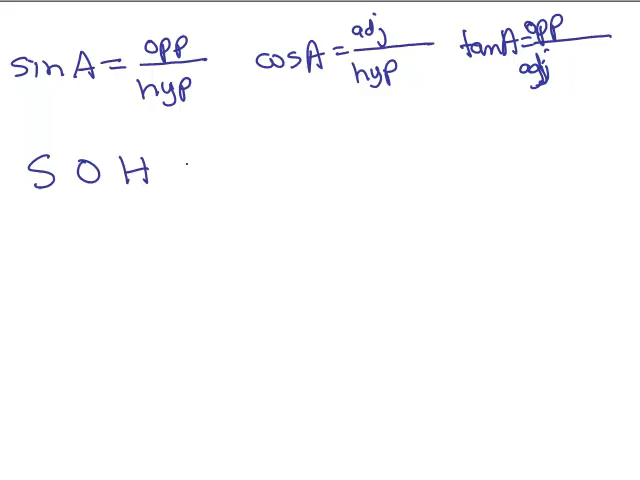 sin A = opp/hyp   cos A = adj/hyp   tan A = opp/adj
S O H